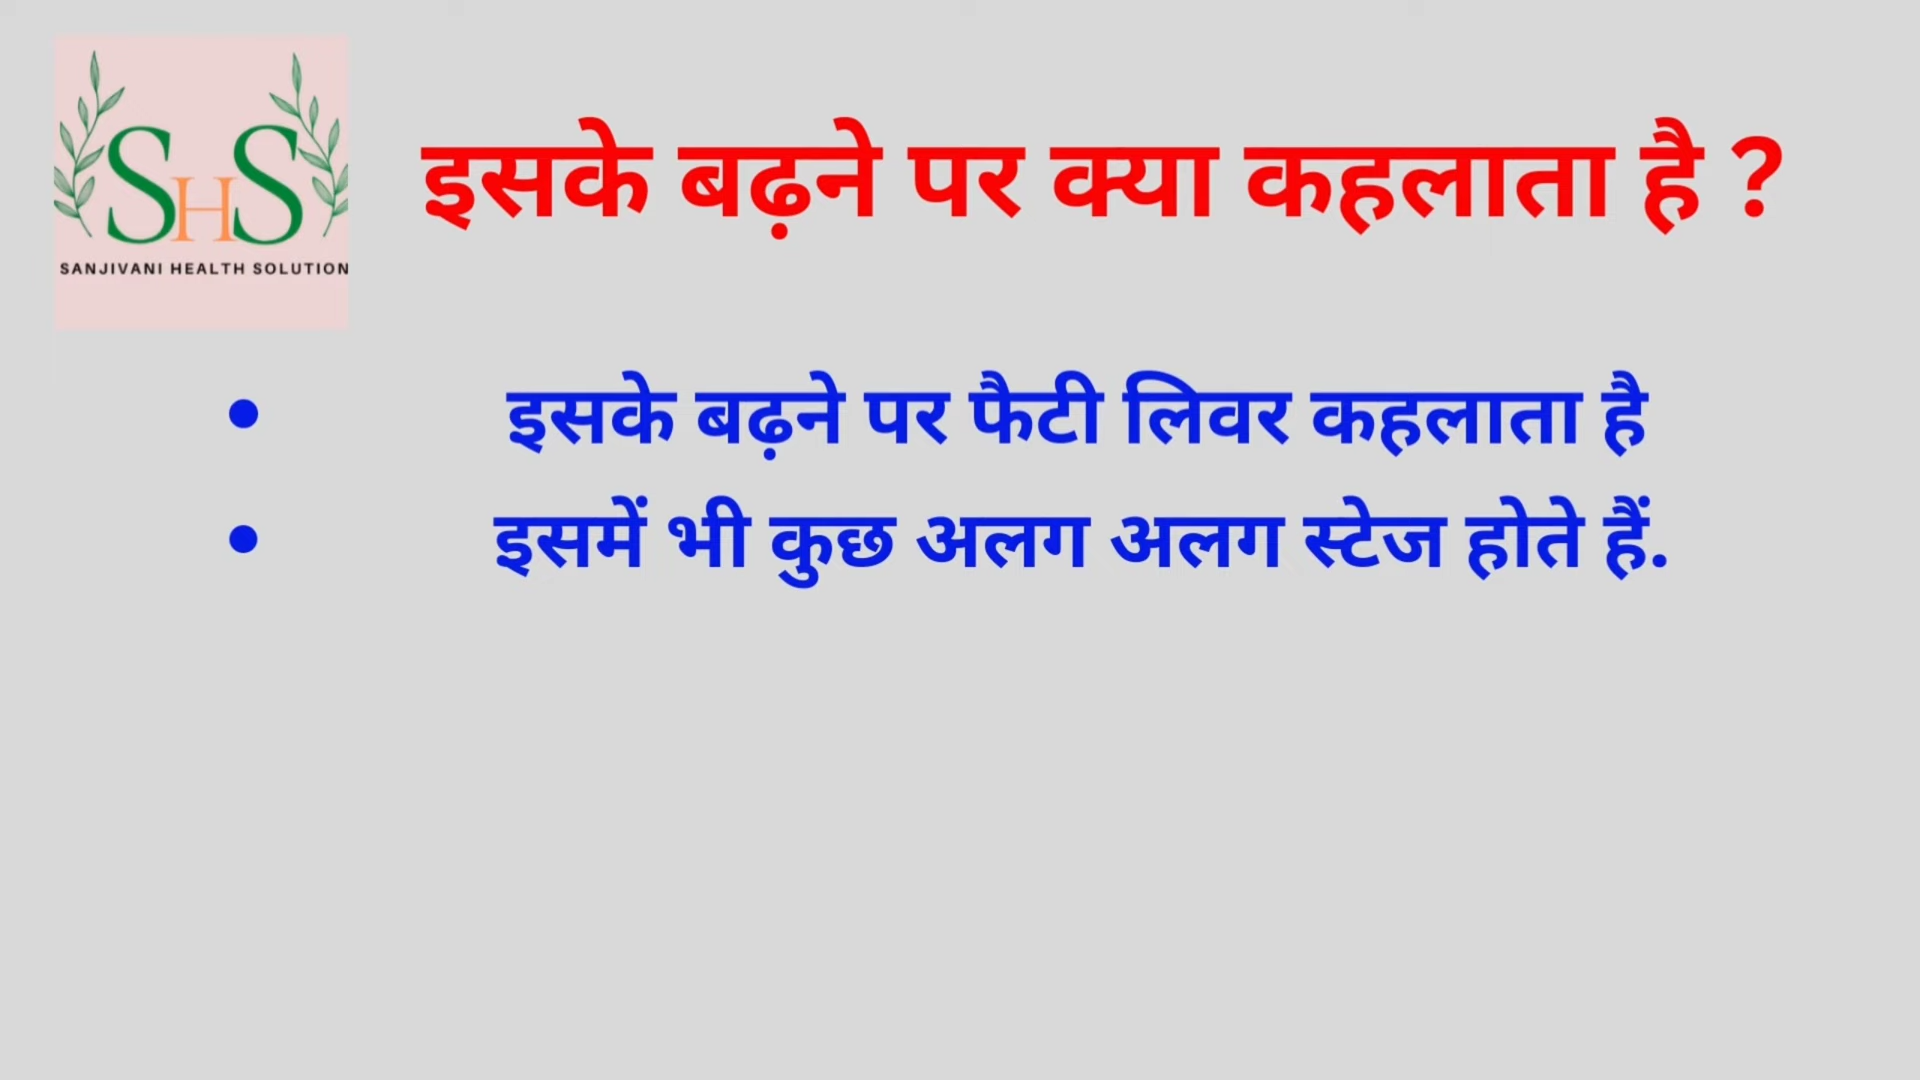 SHS
SANJIVANI HEALTH SOLUTION
इसके बढ़ने पर क्या कहलाता है ?
• इसके बढ़ने पर फैटी लिवर कहलाता है
• इसमें भी कुछ अलग अलग स्टेज होते हैं.